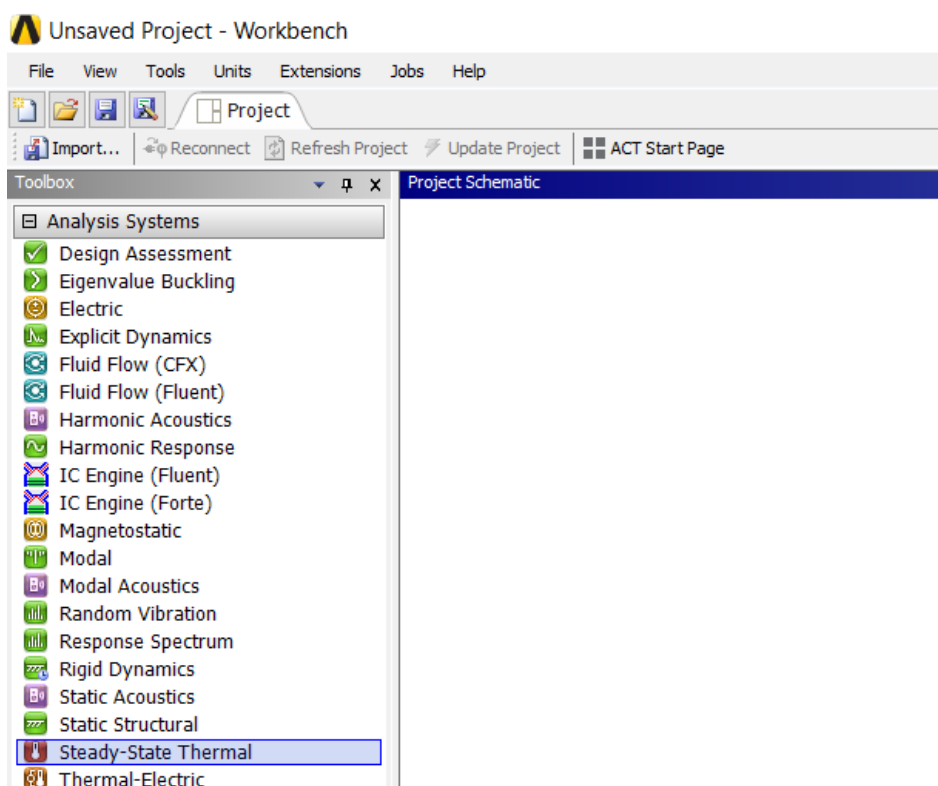 Unsaved Project - Workbench
File View Tools Units Extensions Jobs Help
Project
Import... Reconnect Refresh Project Update Project ACT Start Page
Toolbox
Project Schematic
Analysis Systems
Design Assessment
Eigenvalue Buckling
Electric
Explicit Dynamics
Fluid Flow (CFX)
Fluid Flow (Fluent)
Harmonic Acoustics
Harmonic Response
IC Engine (Fluent)
IC Engine (Forte)
Magnetostatic
Modal
Modal Acoustics
Random Vibration
Response Spectrum
Rigid Dynamics
Static Acoustics
Static Structural
Steady-State Thermal
Thermal-Electric